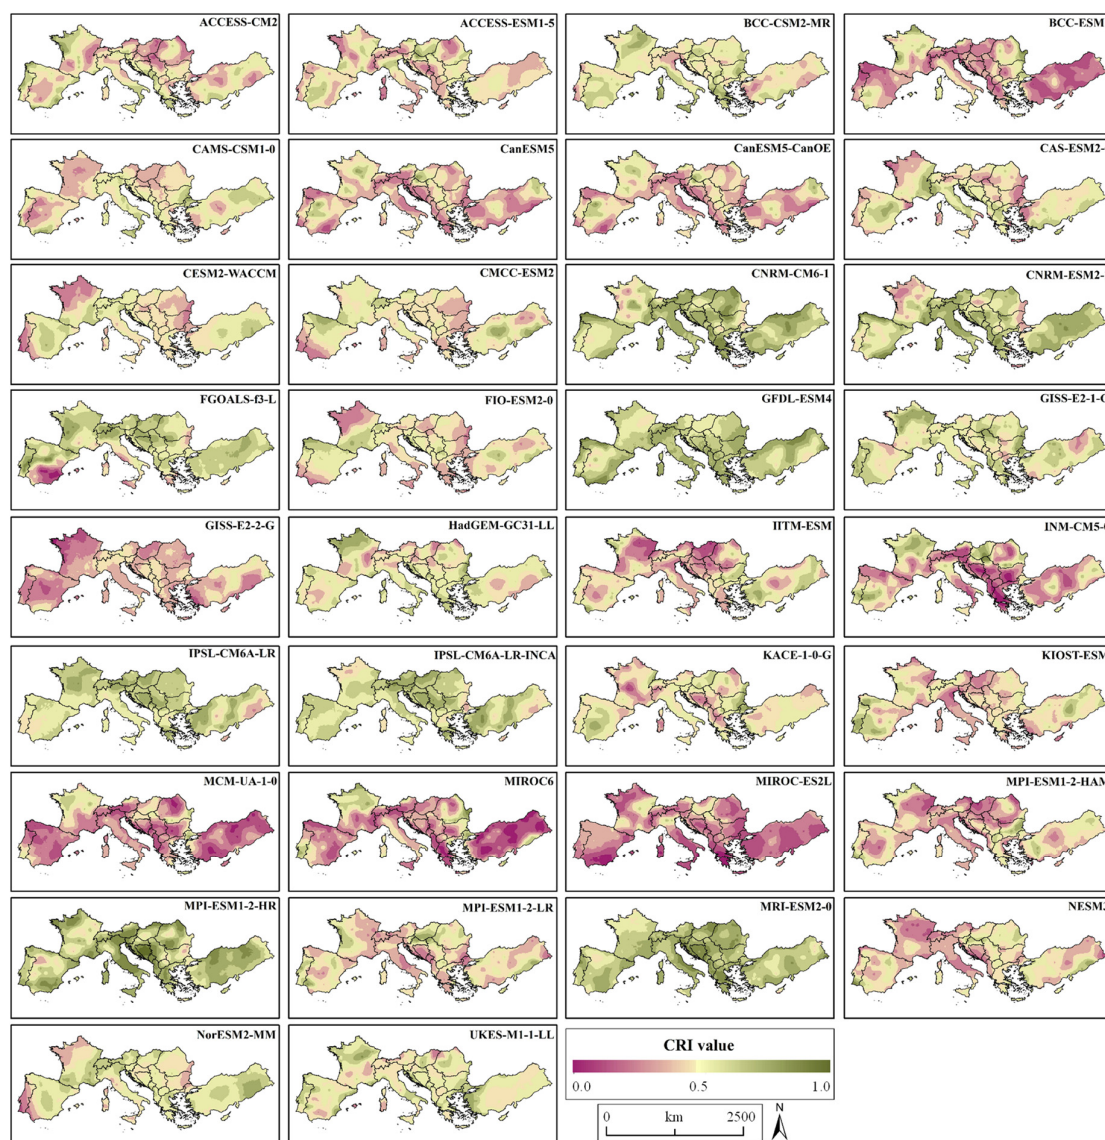 ACCESS-CM2
ACCESS-ESM1-5
BCC-CSM2-MR
BCC-ESM
CAMS-CSM1-0
CanESM5
CanESM5-CanOE
CAS-ESM2-
CESM2-WACCM
CMCC-ESM2
CNRM-CM6-1
CNRM-ESM2-
FGOALS-f3-L
FIO-ESM2-0
GFDL-ESM4
GISS-E2-1-G
GISS-E2-2-G
HadGEM-GC31-LL
IITM-ESM
INM-CM5-
IPSL-CM6A-LR
IPSL-CM6A-LR-INCA
KACE-1-0-G
KIOST-ESM
MCM-UA-1-0
MIROC6
MIROC-ES2L
MPI-ESM1-2-HAM
MPI-ESM1-2-HR
MPI-ESM1-2-LR
MRI-ESM2-0
NESM3
NorESM2-MM
UKES-M1-1-LL
CRI value
0.0 0.5 1.0
0 km 2500
N